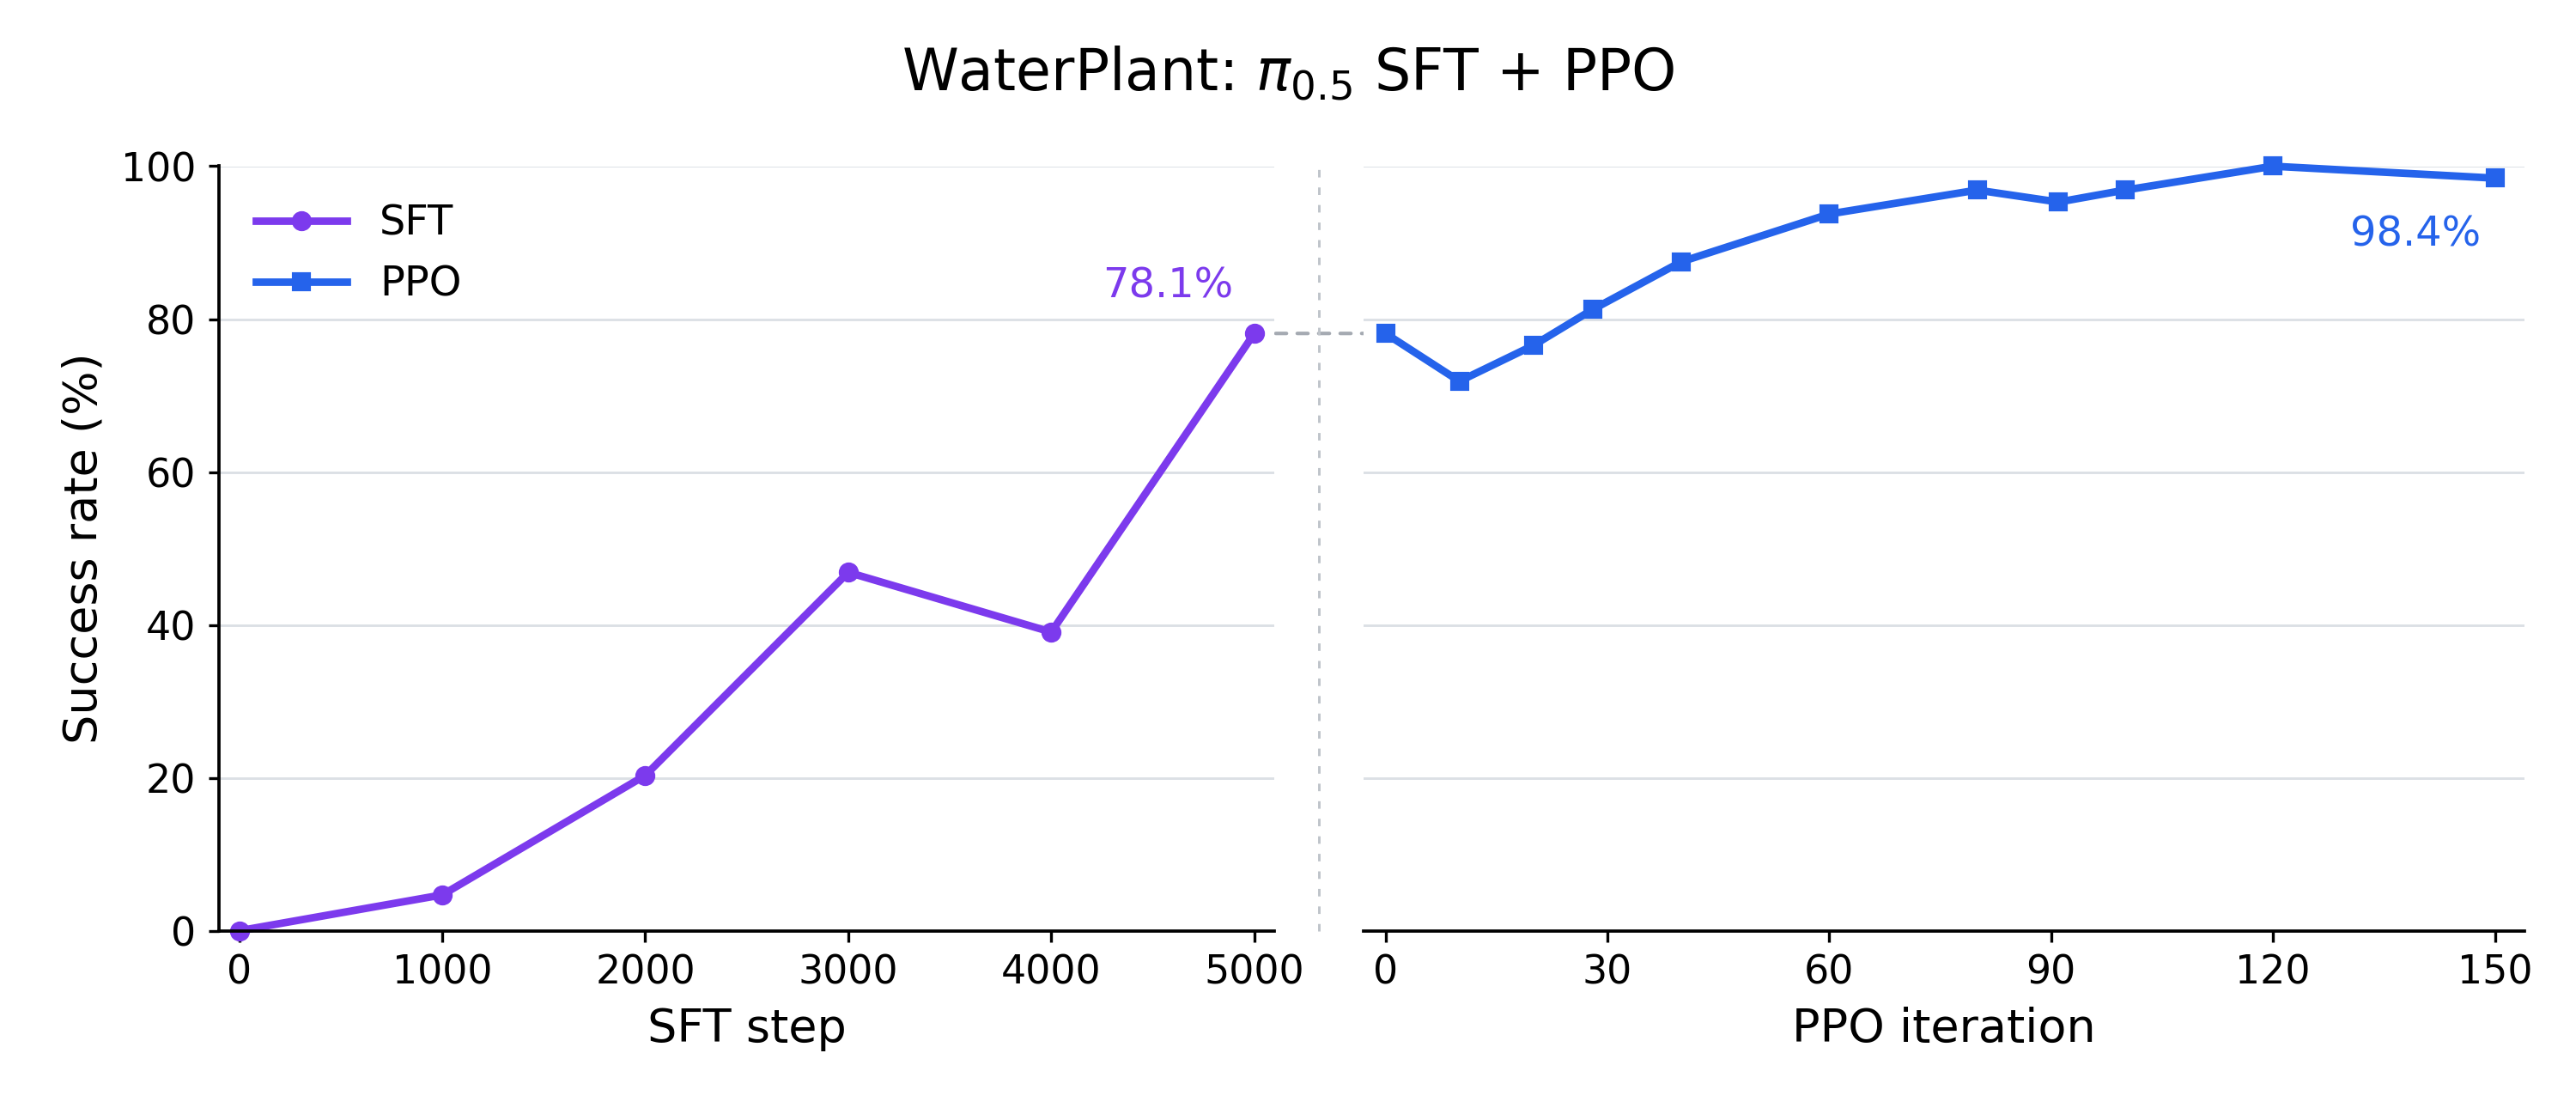 WaterPlant: π0.5 SFT + PPO
100
80
60
40
20
0
Success rate (%)
SFT
PPO
78.1%
98.4%
0 1000 2000 3000 4000 5000
0 30 60 90 120 150
SFT step
PPO iteration